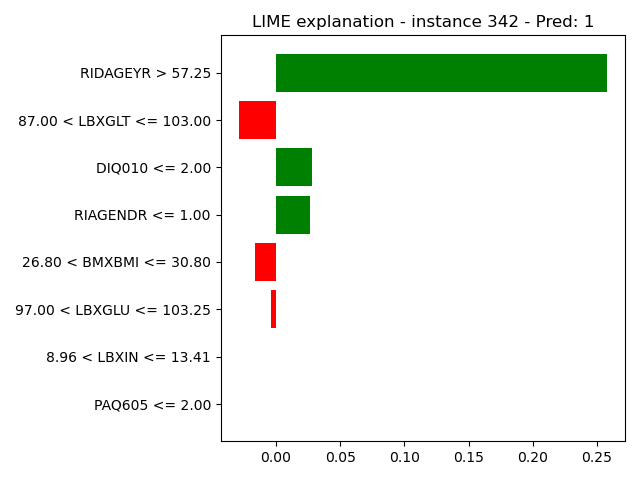 LIME explanation - instance 342 - Pred: 1
RIDAGEYR > 57.25
87.00 < LBXGLT <= 103.00
DIQ010 <= 2.00
RIAGENDR <= 1.00
26.80 < BMXBMI <= 30.80
97.00 < LBXGLU <= 103.25
8.96 < LBXIN <= 13.41
PAQ605 <= 2.00
0.00 0.05 0.10 0.15 0.20 0.25